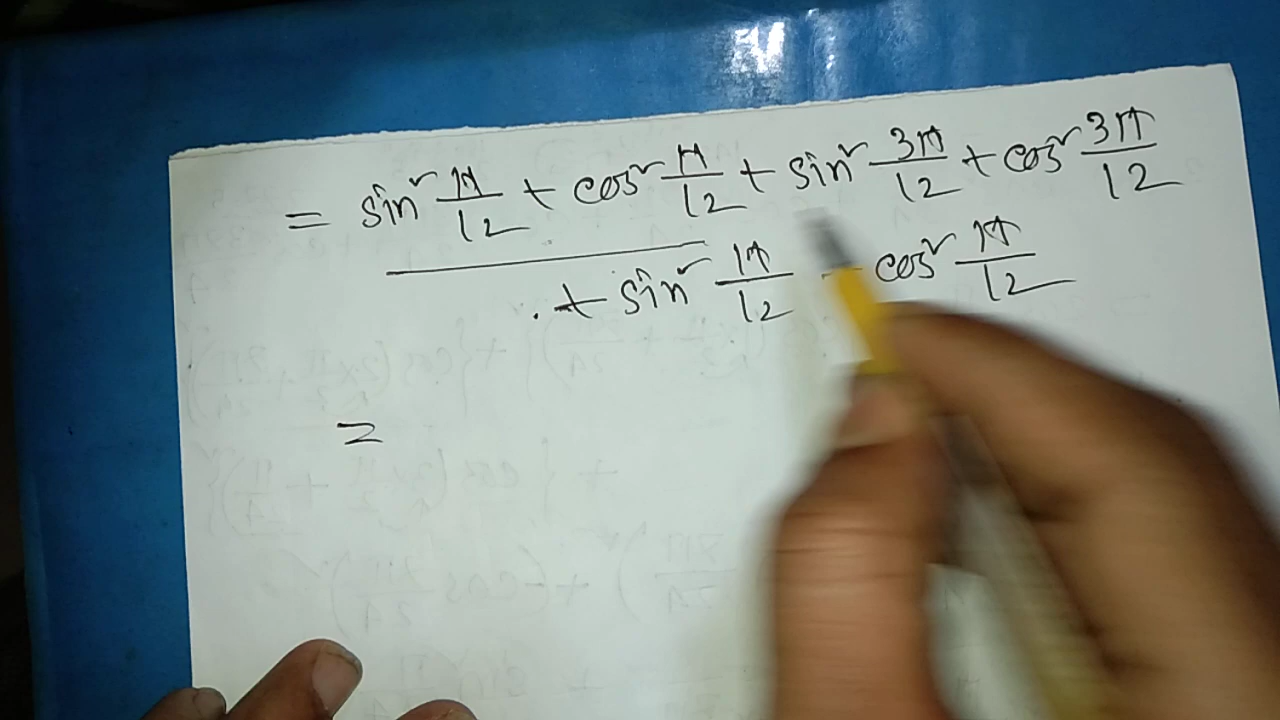 = sin² π/12 + cos² π/12 + sin² 3π/12 + cos² 3π/12
. + sin² π/12 + cos² π/12
=